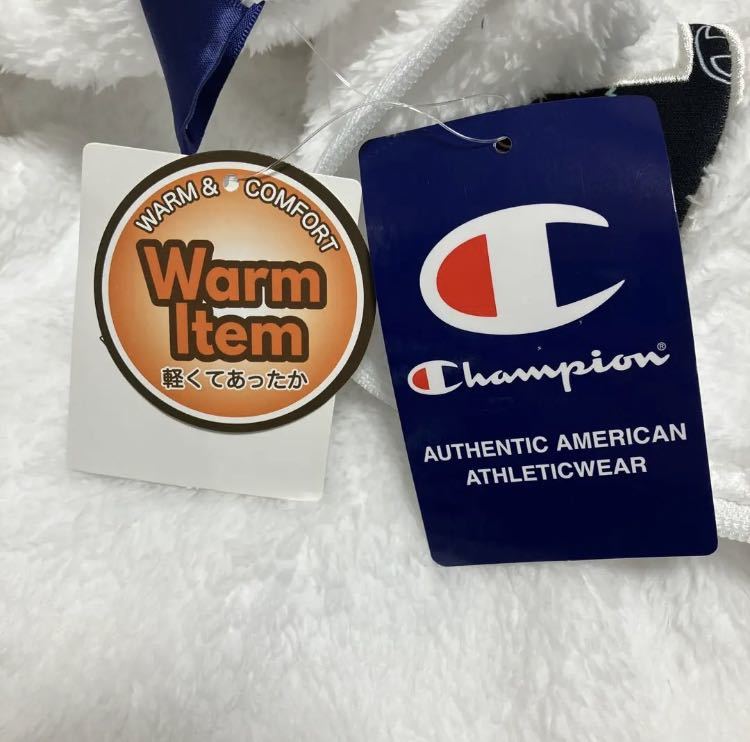 WARM & COMFORT
Warm
Item
軽くてあったか
Champion®
AUTHENTIC AMERICAN
ATHLETICWEAR